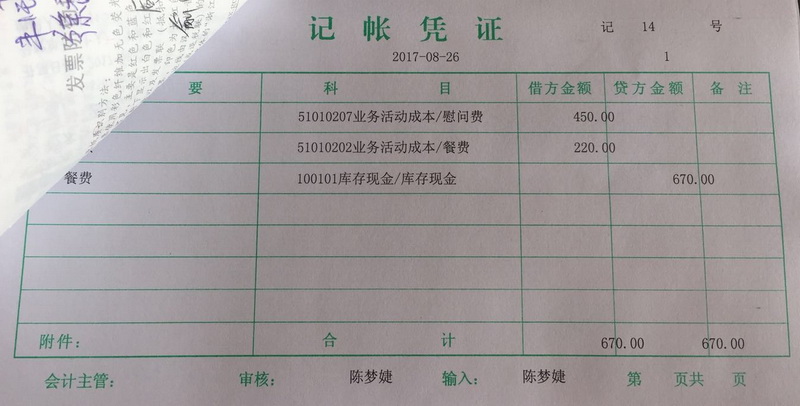 发票防
记帐凭证
记 14 号
2017-08-26 1
要 科目 借方金额 贷方金额 备注
51010207业务活动成本/慰问费 450.00
51010202业务活动成本/餐费 220.00
餐费 100101库存现金/库存现金 670.00
附件: 合计 670.00 670.00
会计主管: 审核: 陈梦婕 输入: 陈梦婕 第 页共 页